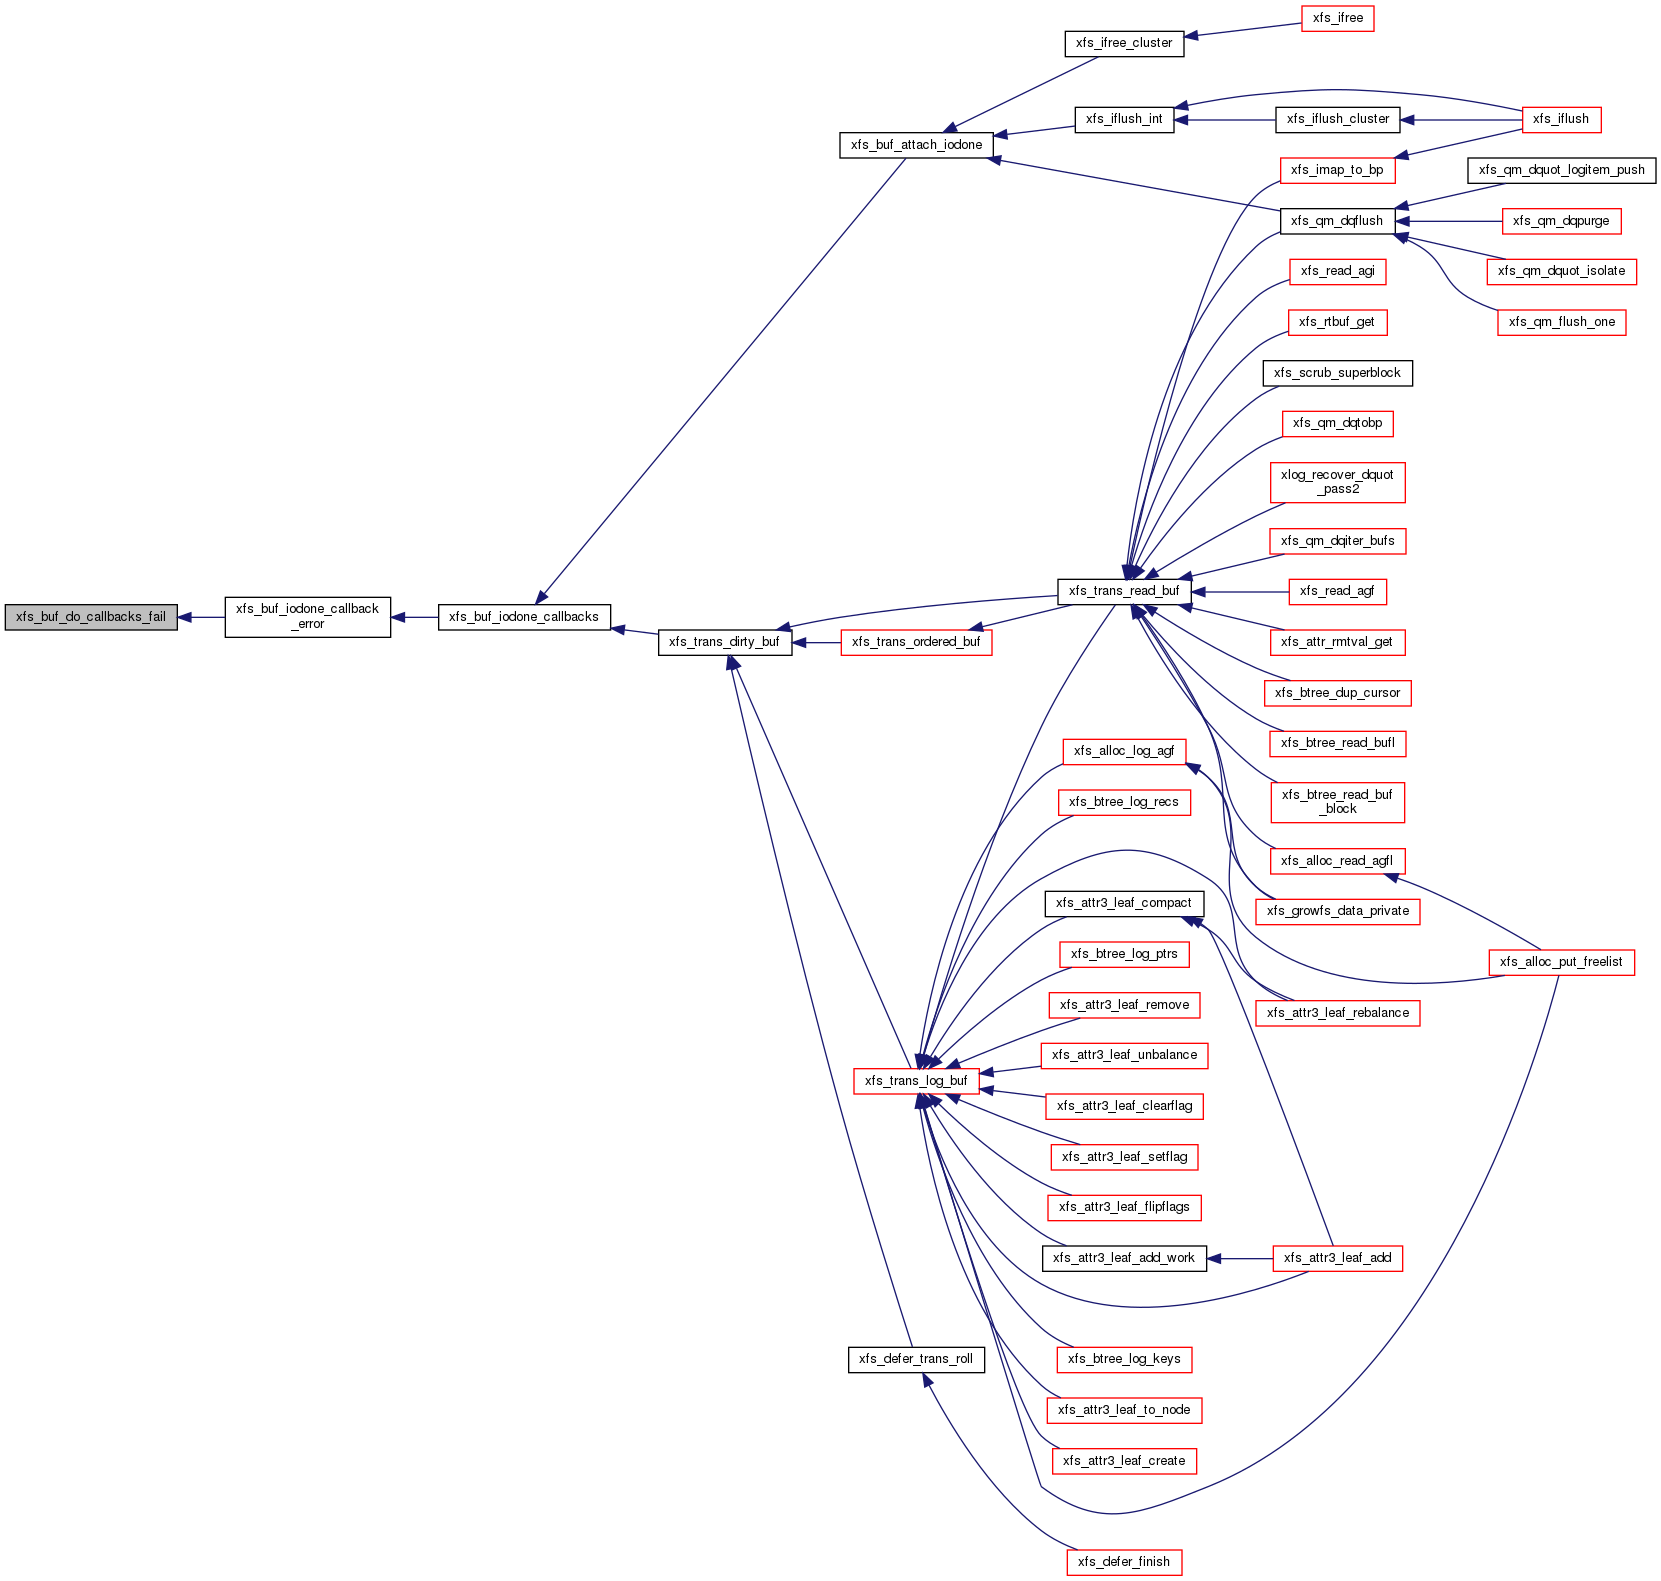 xfs_ifree
xfs_ifree_cluster
xfs_iflush_int
xfs_iflush_cluster
xfs_iflush
xfs_buf_attach_iodone
xfs_imap_to_bp
xfs_qm_dquot_logitem_push
xfs_qm_dqflush
xfs_qm_dqpurge
xfs_read_agi
xfs_qm_dquot_isolate
xfs_rtbuf_get
xfs_qm_flush_one
xfs_scrub_superblock
xfs_qm_dqtobp
xlog_recover_dquot
_pass2
xfs_qm_dqiter_bufs
xfs_trans_read_buf
xfs_read_agf
xfs_buf_do_callbacks_fail
xfs_buf_iodone_callback
_error
xfs_buf_iodone_callbacks
xfs_trans_dirty_buf
xfs_trans_ordered_buf
xfs_attr_rmtval_get
xfs_btree_dup_cursor
xfs_btree_read_bufl
xfs_alloc_log_agf
xfs_btree_log_recs
xfs_btree_read_buf
_block
xfs_alloc_read_agfl
xfs_attr3_leaf_compact
xfs_growfs_data_private
xfs_btree_log_ptrs
xfs_alloc_put_freelist
xfs_attr3_leaf_remove
xfs_attr3_leaf_rebalance
xfs_attr3_leaf_unbalance
xfs_trans_log_buf
xfs_attr3_leaf_clearflag
xfs_attr3_leaf_setflag
xfs_attr3_leaf_flipflags
xfs_attr3_leaf_add_work
xfs_attr3_leaf_add
xfs_defer_trans_roll
xfs_btree_log_keys
xfs_attr3_leaf_to_node
xfs_attr3_leaf_create
xfs_defer_finish